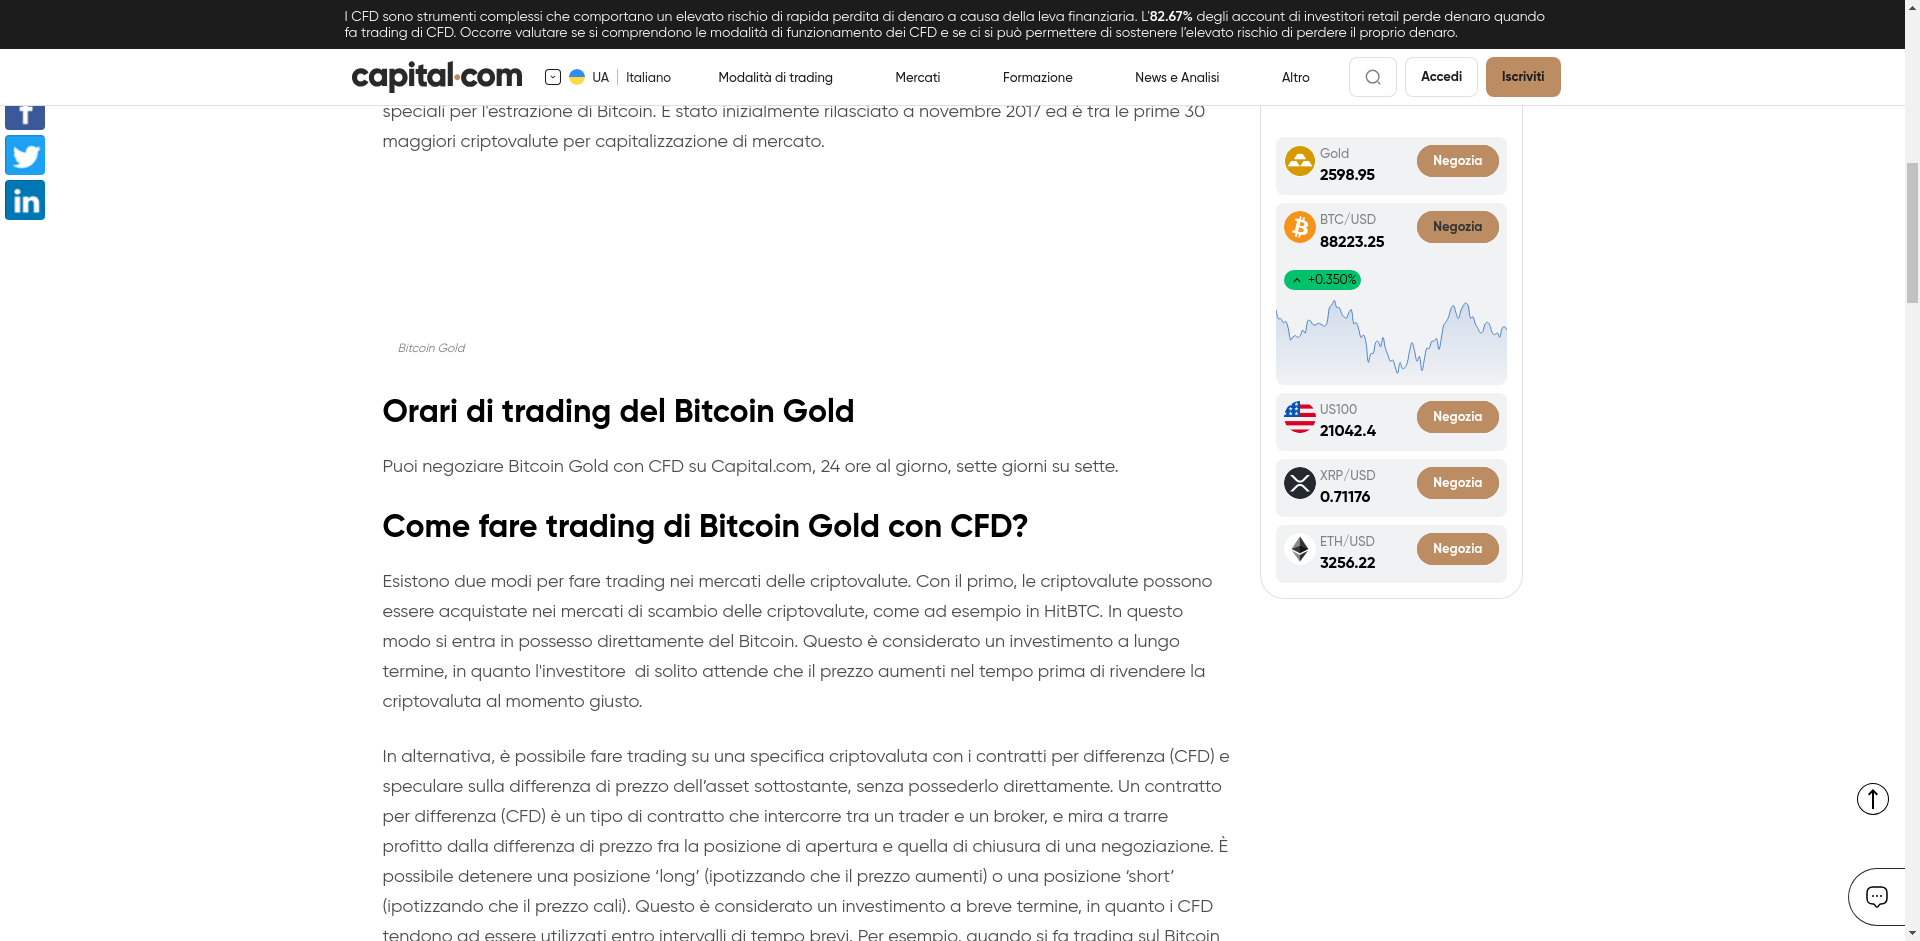 I CFD sono strumenti complessi che comportano un elevato rischio di rapida perdita di denaro a causa della leva finanziaria. L'82.67% degli account di investitori retail perde denaro quando
fa trading di CFD. Occorre valutare se si comprendono le modalità di funzionamento dei CFD e se ci si può permettere di sostenere l’elevato rischio di perdere il proprio denaro.
capital.com
UA | Italiano
Modalità di trading
Mercati
Formazione
News e Analisi
Altro
Accedi
Iscriviti
speciali per l'estrazione di Bitcoin. È stato inizialmente rilasciato a novembre 2017 ed è tra le prime 30
maggiori criptovalute per capitalizzazione di mercato.
Bitcoin Gold
Orari di trading del Bitcoin Gold
Puoi negoziare Bitcoin Gold con CFD su Capital.com, 24 ore al giorno, sette giorni su sette.
Come fare trading di Bitcoin Gold con CFD?
Esistono due modi per fare trading nei mercati delle criptovalute. Con il primo, le criptovalute possono
essere acquistate nei mercati di scambio delle criptovalute, come ad esempio in HitBTC. In questo
modo si entra in possesso direttamente del Bitcoin. Questo è considerato un investimento a lungo
termine, in quanto l'investitore  di solito attende che il prezzo aumenti nel tempo prima di rivendere la
criptovaluta al momento giusto.
In alternativa, è possibile fare trading su una specifica criptovaluta con i contratti per differenza (CFD) e
speculare sulla differenza di prezzo dell’asset sottostante, senza possederlo direttamente. Un contratto
per differenza (CFD) è un tipo di contratto che intercorre tra un trader e un broker, e mira a trarre
profitto dalla differenza di prezzo fra la posizione di apertura e quella di chiusura di una negoziazione. È
possibile detenere una posizione ‘long’ (ipotizzando che il prezzo aumenti) o una posizione ‘short’
(ipotizzando che il prezzo cali). Questo è considerato un investimento a breve termine, in quanto i CFD
tendono ad essere utilizzati entro intervalli di tempo brevi. Per esempio, quando si fa trading sul Bitcoin
Gold
2598.95
Negozia
BTC/USD
88223.25
Negozia
+0.350%
US100
21042.4
Negozia
XRP/USD
0.71176
Negozia
ETH/USD
3256.22
Negozia